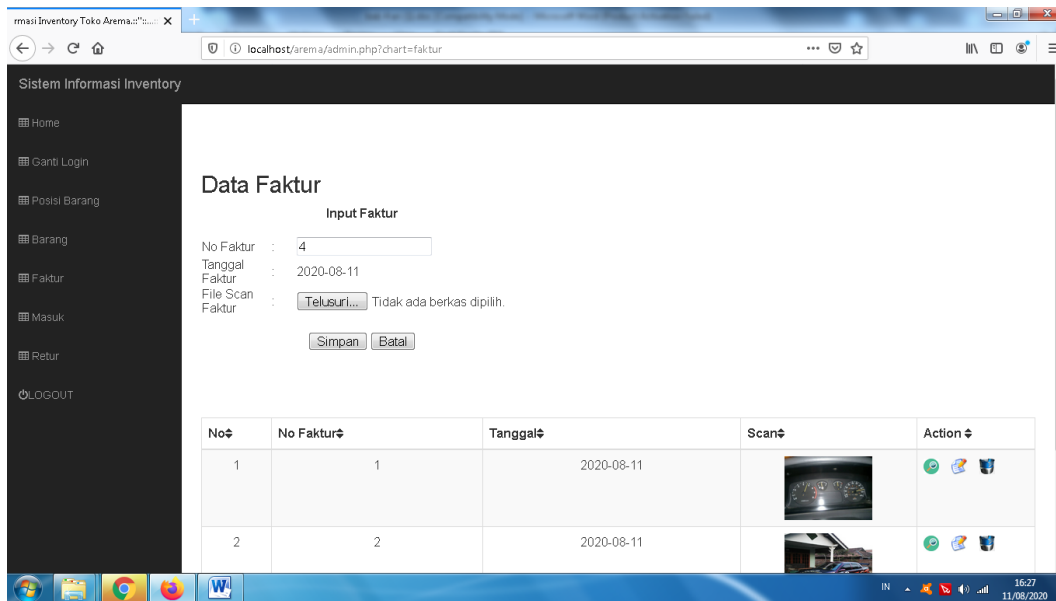 rmasi Inventory Toko Arema.::"::...::
localhost/arema/admin.php?chart=faktur
Sistem Informasi Inventory
Home
Ganti Login
Posisi Barang
Barang
Faktur
Masuk
Retur
LOGOUT
Data Faktur
Input Faktur
No Faktur : 4
Tanggal Faktur : 2020-08-11
File Scan Faktur : Telusuri... Tidak ada berkas dipilih.
Simpan Batal
No No Faktur Tanggal Scan Action
1 1 2020-08-11
2 2 2020-08-11
IN 16:27
11/08/2020